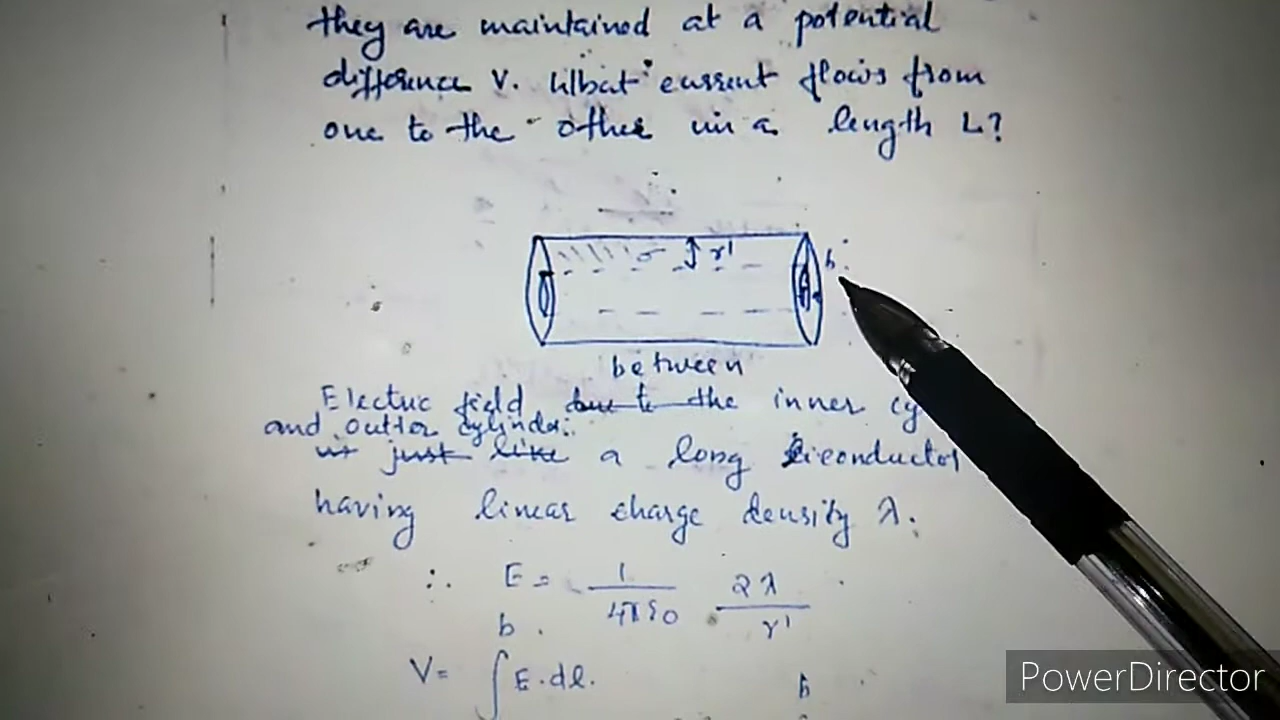 they are maintained at a potential
difference V. What current flows from
one to the other in a length L?
σ r'
b
between
Electric field due to the inner cy
and outter cylinder.
is just like a long conductor
having linear charge density λ.
∴ E = 1/4πε0 2λ/r'
b
V= ∫E.dl.
b
PowerDirector